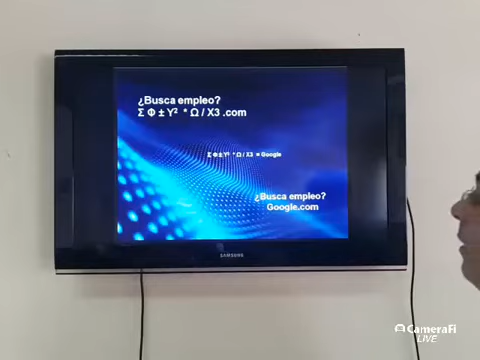 ¿Busca empleo?
Σ Φ ± Y² * Ω / X3 .com
Σ Φ ± Y² * Ω / X3 = Google
¿Busca empleo?
Google.com
SAMSUNG
CameraFi
LIVE